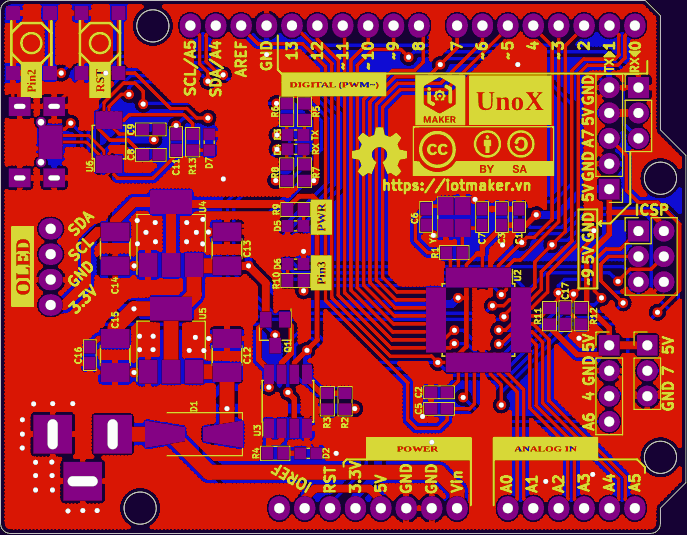 SCL/A5
SDA/A4
AREF
GND
13
12
~11
~10
~9
8
7
~6
~5
4
~3
2
TX1
RX0
Pin2
RST
DIGITAL (PWM~)
MAKER
UnoX
CC
BY SA
https://iotmaker.vn
5V GND
5V GND A7
C9
C8
U6
C11
R13
D7
R6
R5
RX TX
R8
R7
R9
D5
PWR
D6
R10
Pin13
C6
C7
C3
U2
ICSP
~9 5V GND
OLED
SDA
SCL
GND
3.3V
U4
C13
C14
C15
U5
C12
C16
Q1
D1
U3
R3
R2
R4
D2
C2
C5
R11
C17
R12
5V
GND
4
A6
5V
7
GND
POWER
ANALOG IN
IOREF
RST
3.3V
5V
GND
GND
Vin
A0
A1
A2
A3
A4
A5